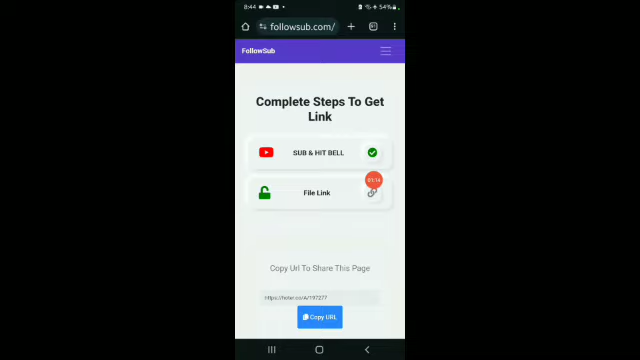 8:44 54%
followsub.com/
FollowSub
Complete Steps To Get
Link
SUB & HIT BELL
01:14
File Link
Copy Url To Share This Page
Copy URL